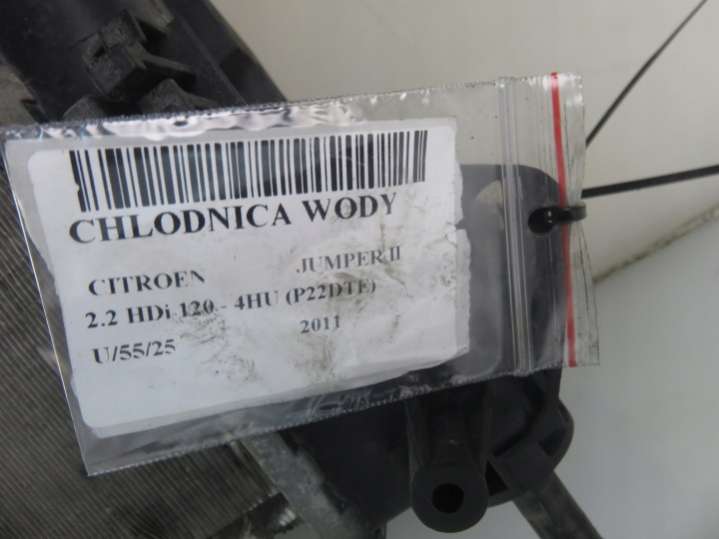 CHLODNICA WODY
CITROEN JUMPER II
2.2 HDi 120 - 4HU (P22DTE)
U/55/25 2011